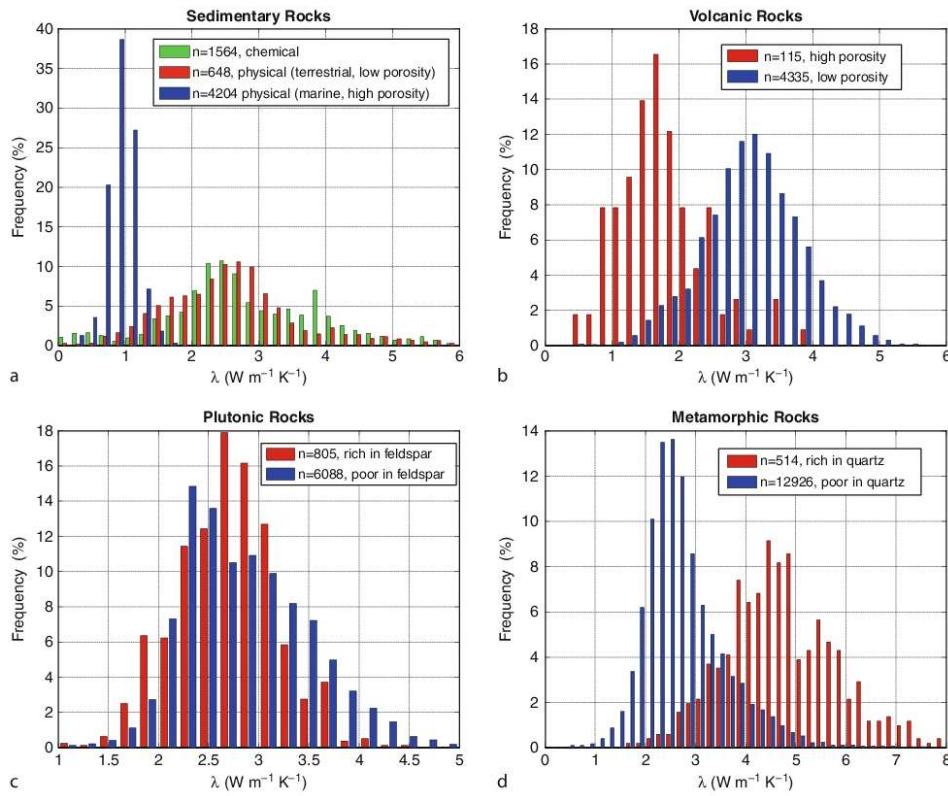 Sedimentary Rocks
40
35
30
25
20
15
10
5
0
Frequency (%)
n=1564, chemical
n=648, physical (terrestrial, low porosity)
n=4204 physical (marine, high porosity)
0 1 2 3 4 5 6
λ (W m⁻¹ K⁻¹)
a
Volcanic Rocks
18
16
14
12
10
8
6
4
2
0
Frequency (%)
n=115, high porosity
n=4335, low porosity
0 1 2 3 4 5 6
λ (W m⁻¹ K⁻¹)
b
Plutonic Rocks
18
16
14
12
10
8
6
4
2
0
Frequency (%)
n=805, rich in feldspar
n=6088, poor in feldspar
1 1.5 2 2.5 3 3.5 4 4.5 5
λ (W m⁻¹ K⁻¹)
c
Metamorphic Rocks
14
12
10
8
6
4
2
0
Frequency (%)
n=514, rich in quartz
n=12926, poor in quartz
0 1 2 3 4 5 6 7 8
λ (W m⁻¹ K⁻¹)
d